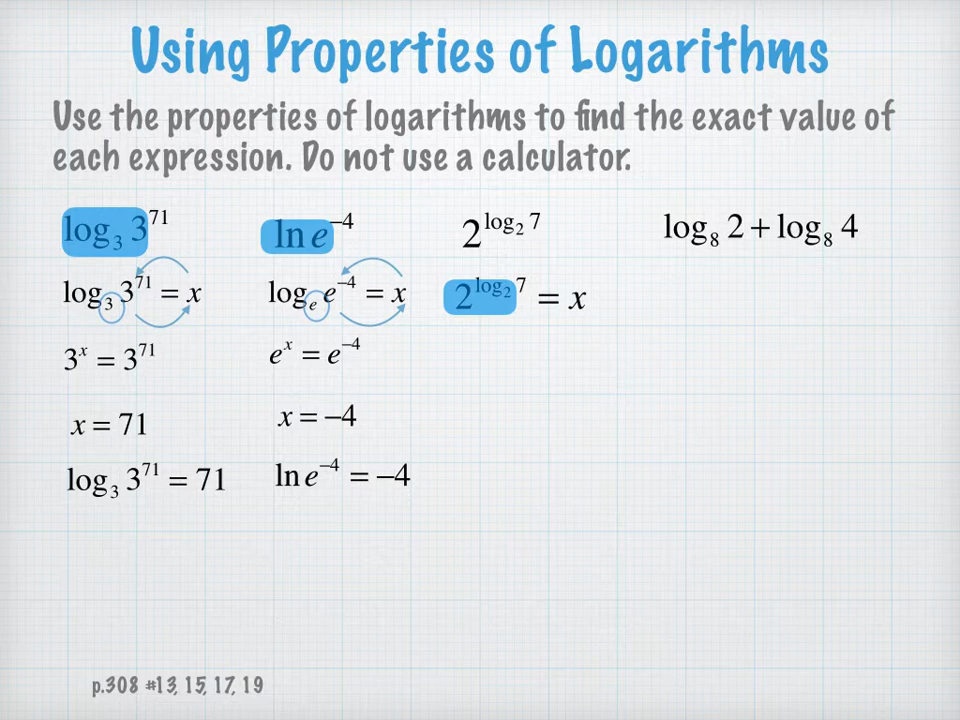 Using Properties of Logarithms
Use the properties of logarithms to find the exact value of
each expression. Do not use a calculator.
log₃ 3⁷¹
ln e⁻⁴
2^(log₂ 7)
log₈ 2 + log₈ 4
log₃ 3⁷¹ = x
logₑ e⁻⁴ = x
2^(log₂ 7) = x
3ˣ = 3⁷¹
eˣ = e⁻⁴
x = 71
x = −4
log₃ 3⁷¹ = 71
ln e⁻⁴ = −4
p.308 #13, 15, 17, 19